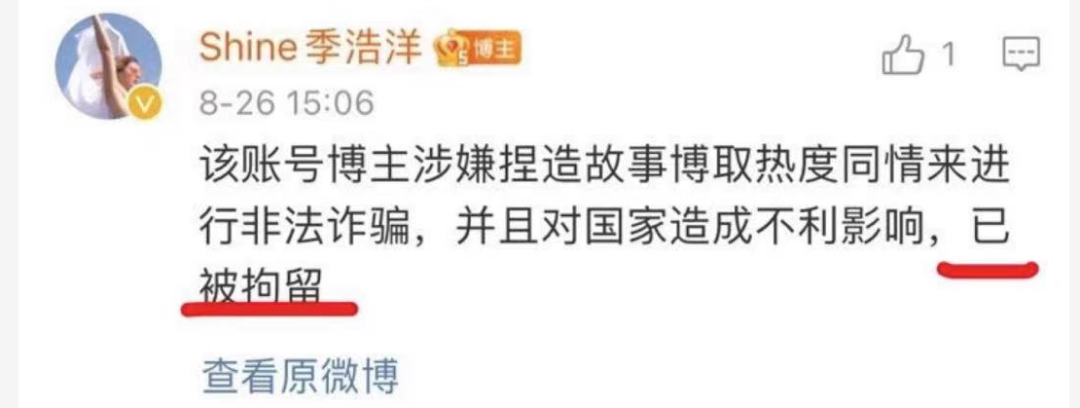 Shine季浩洋 5 博主
1
8-26 15:06
该账号博主涉嫌捏造故事博取热度同情来进
行非法诈骗，并且对国家造成不利影响，已
被拘留
查看原微博